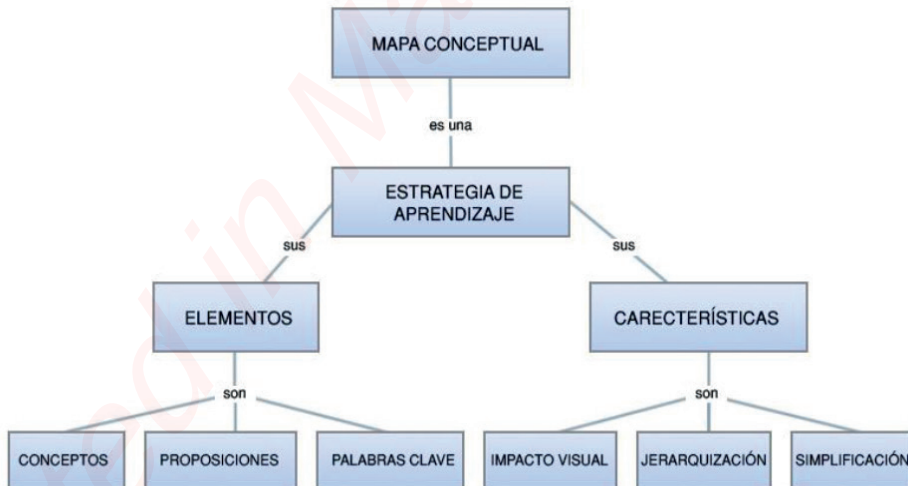 MAPA CONCEPTUAL
es una
ESTRATEGIA DE
APRENDIZAJE
sus
sus
ELEMENTOS
CARECTERÍSTICAS
son
son
CONCEPTOS
PROPOSICIONES
PALABRAS CLAVE
IMPACTO VISUAL
JERARQUIZACIÓN
SIMPLIFICACIÓN